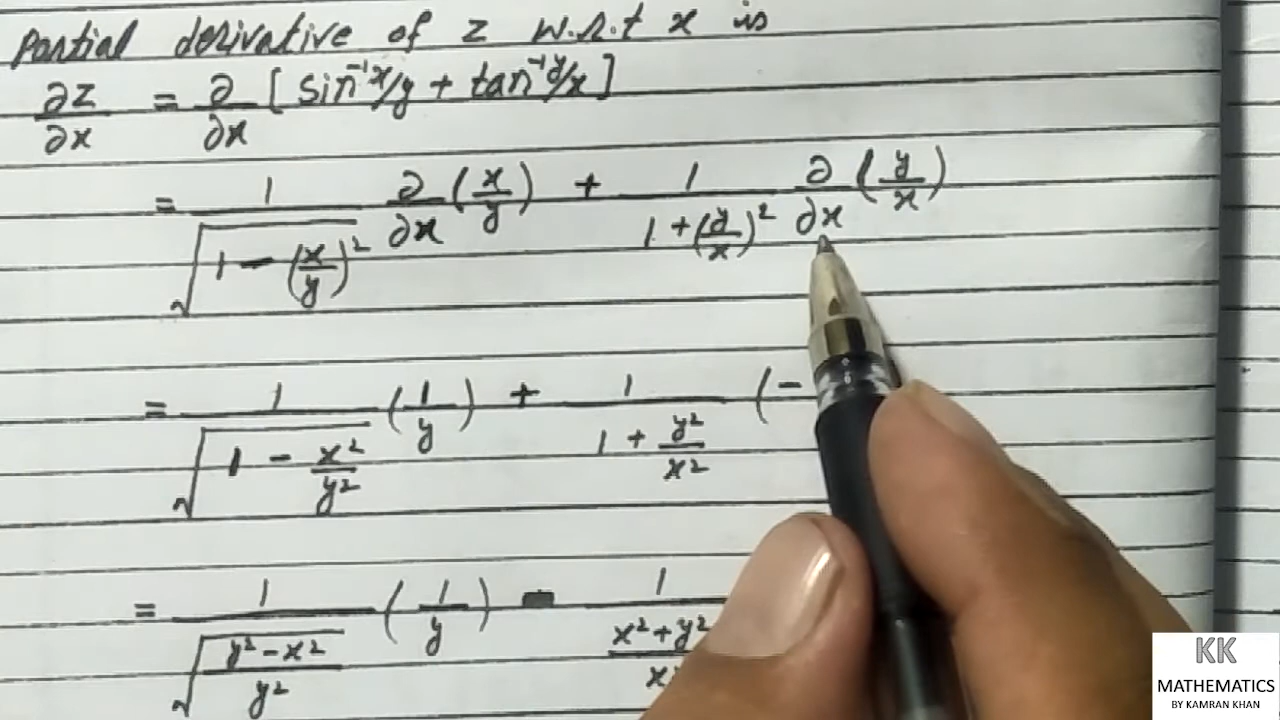 Partial derivative of z w.r.t x is
∂z/∂x = ∂/∂x [ sin⁻¹x/y + tan⁻¹y/x ]
= 1/√(1 - (x/y)²) ∂/∂x (x/y) + 1/(1 + (y/x)²) ∂/∂x (y/x)
= 1/√(1 - x²/y²) (1/y) + 1/(1 + y²/x²) (-
= 1/√((y² - x²)/y²) (1/y) - 1/((x² + y²)/x
KK
MATHEMATICS
BY KAMRAN KHAN